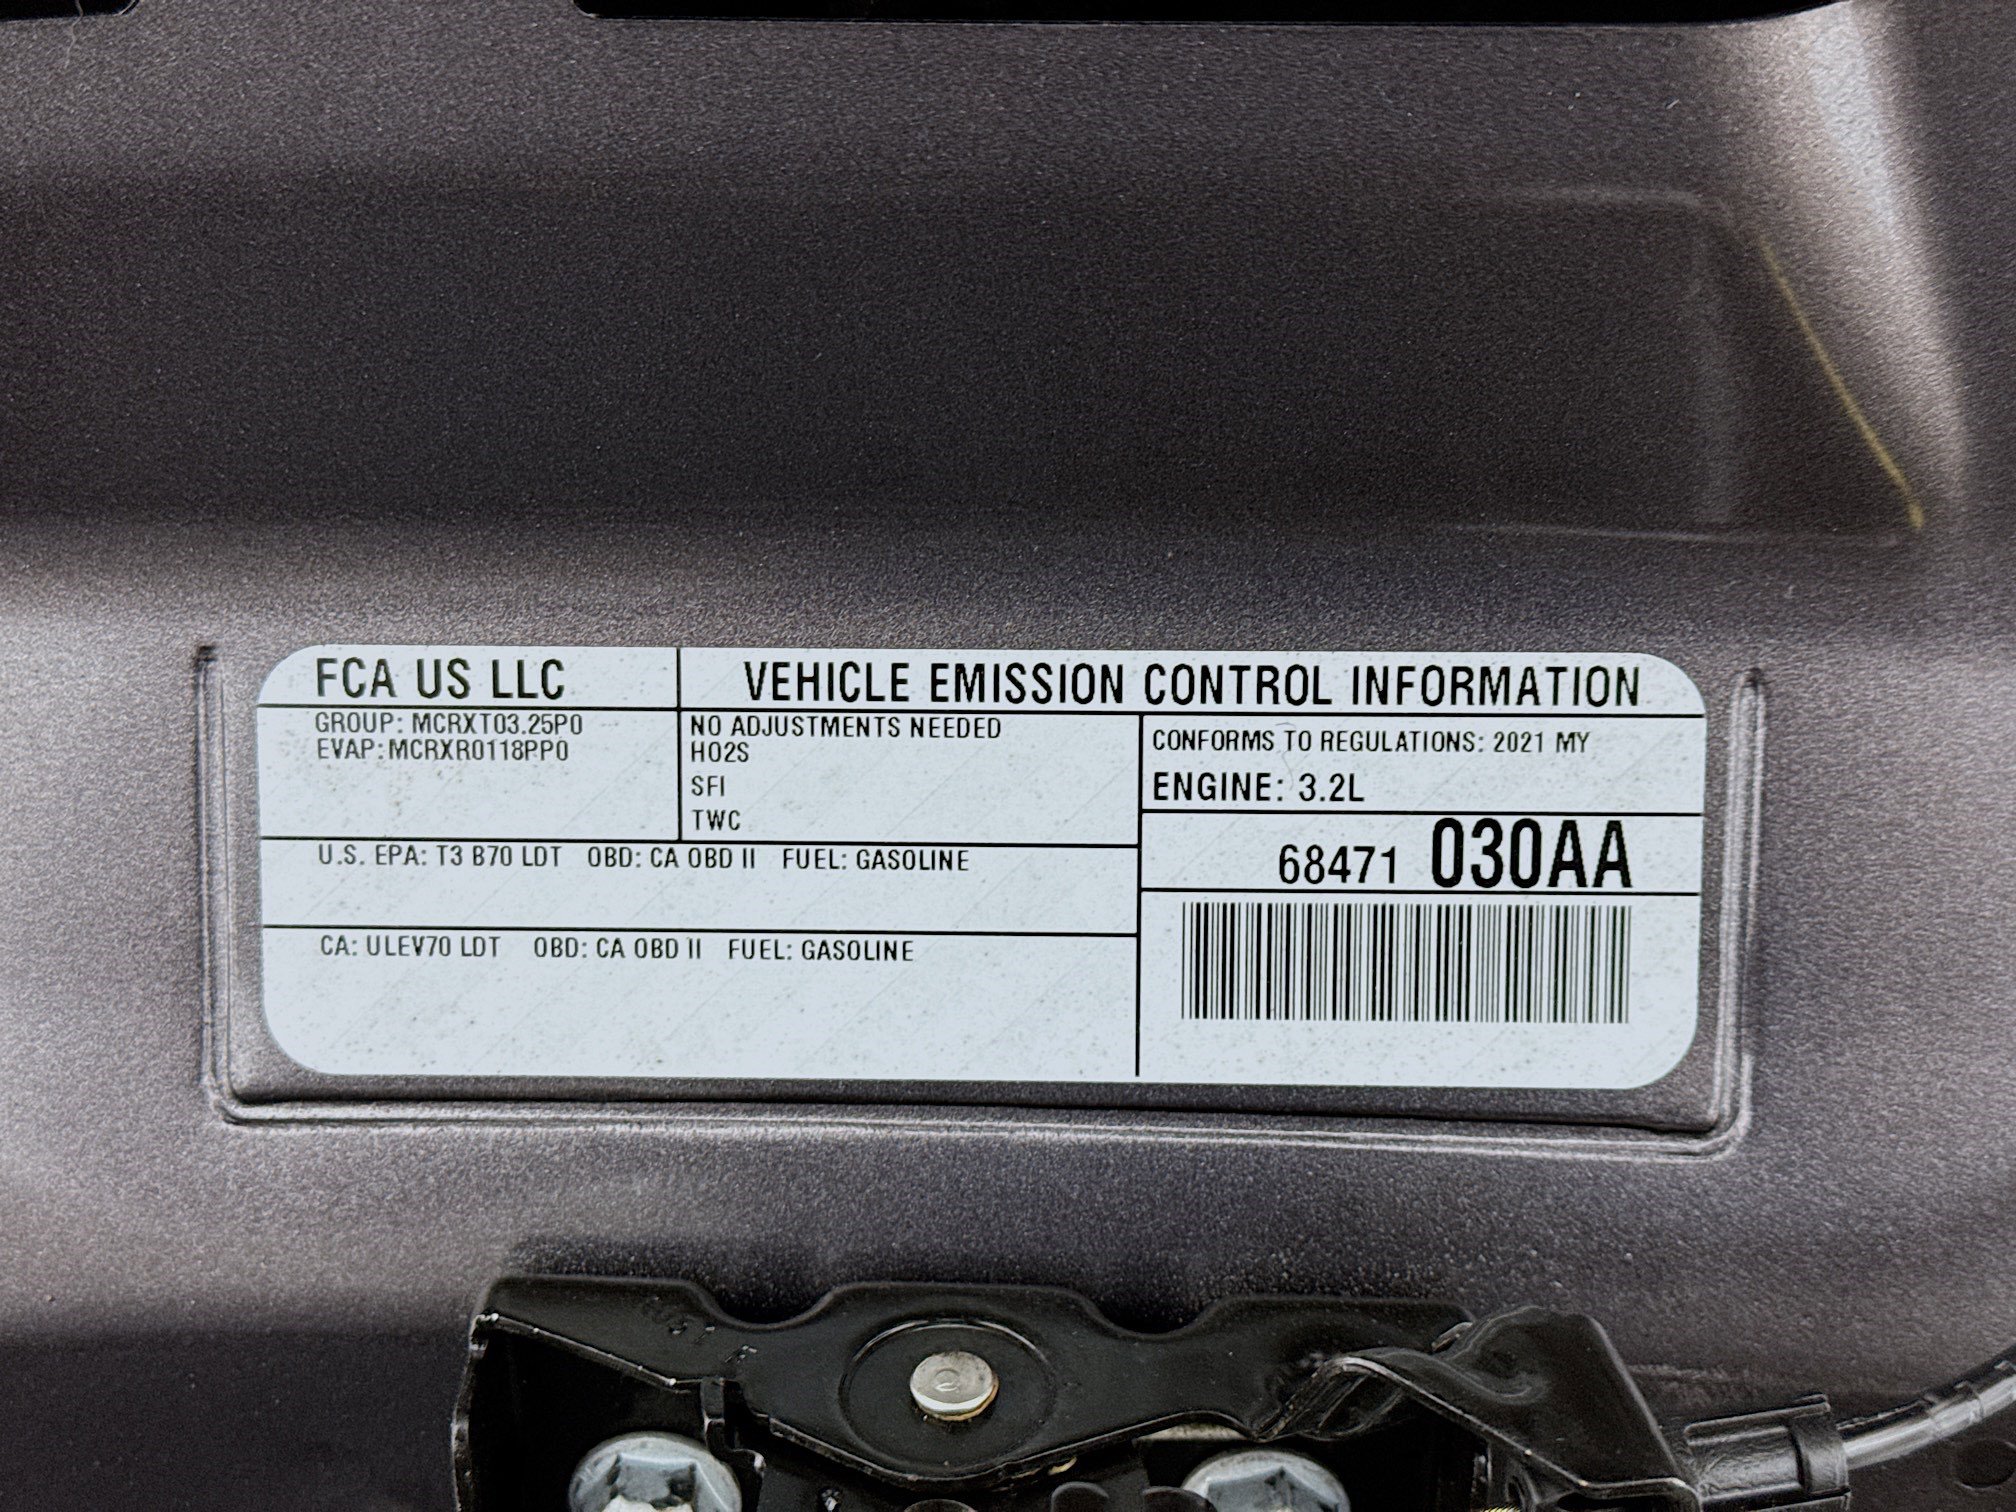 FCA US LLC
VEHICLE EMISSION CONTROL INFORMATION
GROUP: MCRXT03.25P0
EVAP: MCRXR0118PP0
NO ADJUSTMENTS NEEDED
HO2S
SFI
TWC
CONFORMS TO REGULATIONS: 2021 MY
ENGINE: 3.2L
68471 030AA
U.S. EPA: T3 B70 LDT OBD: CA OBD II FUEL: GASOLINE
CA: ULEV70 LDT OBD: CA OBD II FUEL: GASOLINE